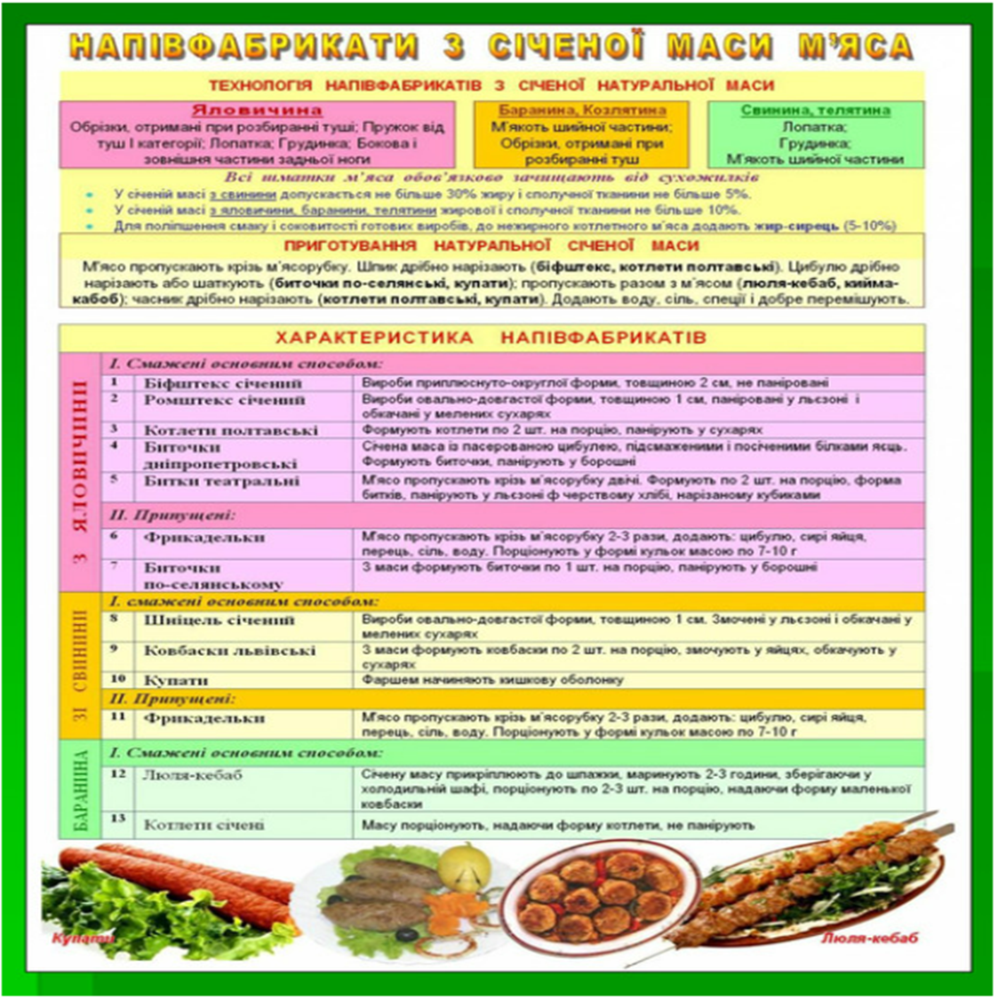 НАПІВФАБРИКАТИ З СІЧЕНОЇ МАСИ М'ЯСА
ТЕХНОЛОГІЯ НАПІВФАБРИКАТІВ З СІЧЕНОЇ НАТУРАЛЬНОЇ МАСИ
Яловичина
Обрізки, отримані при розбиранні туші; Пружок від
туш І категорії; Лопатка; Грудинка; Бокова і
зовнішня частини задньої ноги
Баранина, Козлятина
М'якоть шийної частини;
Обрізки, отримані при
розбиранні туш
Свинина, телятина
Лопатка;
Грудинка;
М'якоть шийної частини
Всі шматки м'яса обов'язково зачищають від сухожилків
У січеній масі з свинини допускається не більше 30% жиру і сполучної тканини не більше 5%.
У січеній масі з яловичини, баранини, телятини жирової і сполучної тканини не більше 10%.
Для поліпшення смаку і соковитості готових виробів, до нежирного котлетного м'яса додають жир-сирець (5-10%)
ПРИГОТУВАННЯ НАТУРАЛЬНОЇ СІЧЕНОЇ МАСИ
М'ясо пропускають крізь м'ясорубку. Шпик дрібно нарізають (біфштекс, котлети полтавські). Цибулю дрібно
нарізають або шаткують (биточки по-селянські, купати); пропускають разом з м'ясом (люля-кебаб, кийма-
кабоб); часник дрібно нарізають (котлети полтавські, купати). Додають воду, сіль, спеції і добре перемішують.
ХАРАКТЕРИСТИКА НАПІВФАБРИКАТІВ
З ЯЛОВИЧИНИ
І. Смажені основним способом:
1 Біфштекс січений Вироби приплюснуто-округлої форми, товщиною 2 см, не паніровані
2 Ромштекс січений Вироби овально-довгастої форми, товщиною 1 см, паніровані у льєзоні і
обкачані у мелених сухарях
3 Котлети полтавські Формують котлети по 2 шт. на порцію, панірують у сухарях
4 Биточки Січена маса із пасерованою цибулею, підсмаженими і посіченими білками яєць.
дніпропетровські Формують биточки, панірують у борошні
5 Битки театральні М'ясо пропускають крізь м'ясорубку двічі. Формують по 2 шт. на порцію, форма
битків, панірують у льєзоні ф черствому хлібі, нарізаному кубиками
ІІ. Припущені:
6 Фрикадельки М'ясо пропускають крізь м'ясорубку 2-3 рази, додають: цибулю, сирі яйця,
перець, сіль, воду. Порціонують у формі кульок масою по 7-10 г
7 Биточки З маси формують биточки по 1 шт. на порцію, панірують у борошні
по-селянському
ЗІ СВИНИНИ
І. смажені основним способом:
8 Шніцель січений Вироби овально-довгастої форми, товщиною 1 см. Змочені у льєзоні і обкачані у
мелених сухарях
9 Ковбаски львівські З маси формують ковбаски по 2 шт. на порцію, змочують у яйцях, обкачують у
сухарях
10 Купати Фаршем начиняють кишкову оболонку
ІІ. Припущені:
11 Фрикадельки М'ясо пропускають крізь м'ясорубку 2-3 рази, додають: цибулю, сирі яйця,
перець, сіль, воду. Порціонують у формі кульок масою по 7-10 г
БАРАНИНА
І. Смажені основним способом:
12 Люля-кебаб Січену масу прикріплюють до шпажки, маринують 2-3 години, зберігаючи у
холодильній шафі, порціонують по 2-3 шт. на порцію, надаючи форму маленької
ковбаски
13 Котлети січені Масу порціонують, надаючи форму котлети, не панірують
Купати
Люля-кебаб